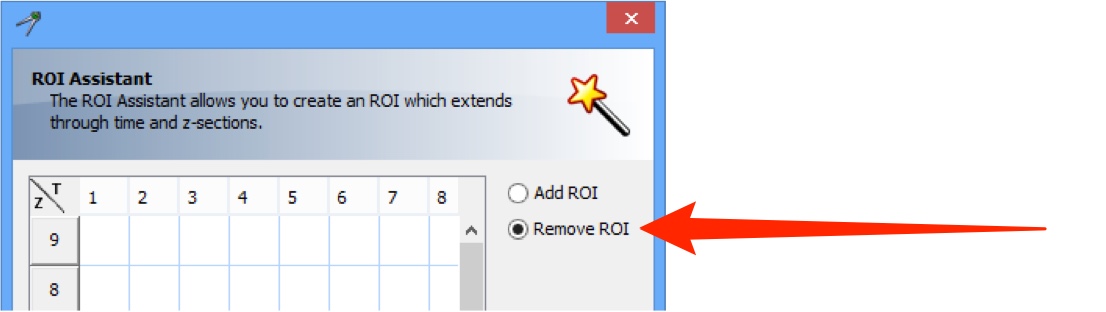 ROI Assistant
The ROI Assistant allows you to create an ROI which extends
through time and z-sections.
Z T 1 2 3 4 5 6 7 8
Add ROI
Remove ROI
9
8